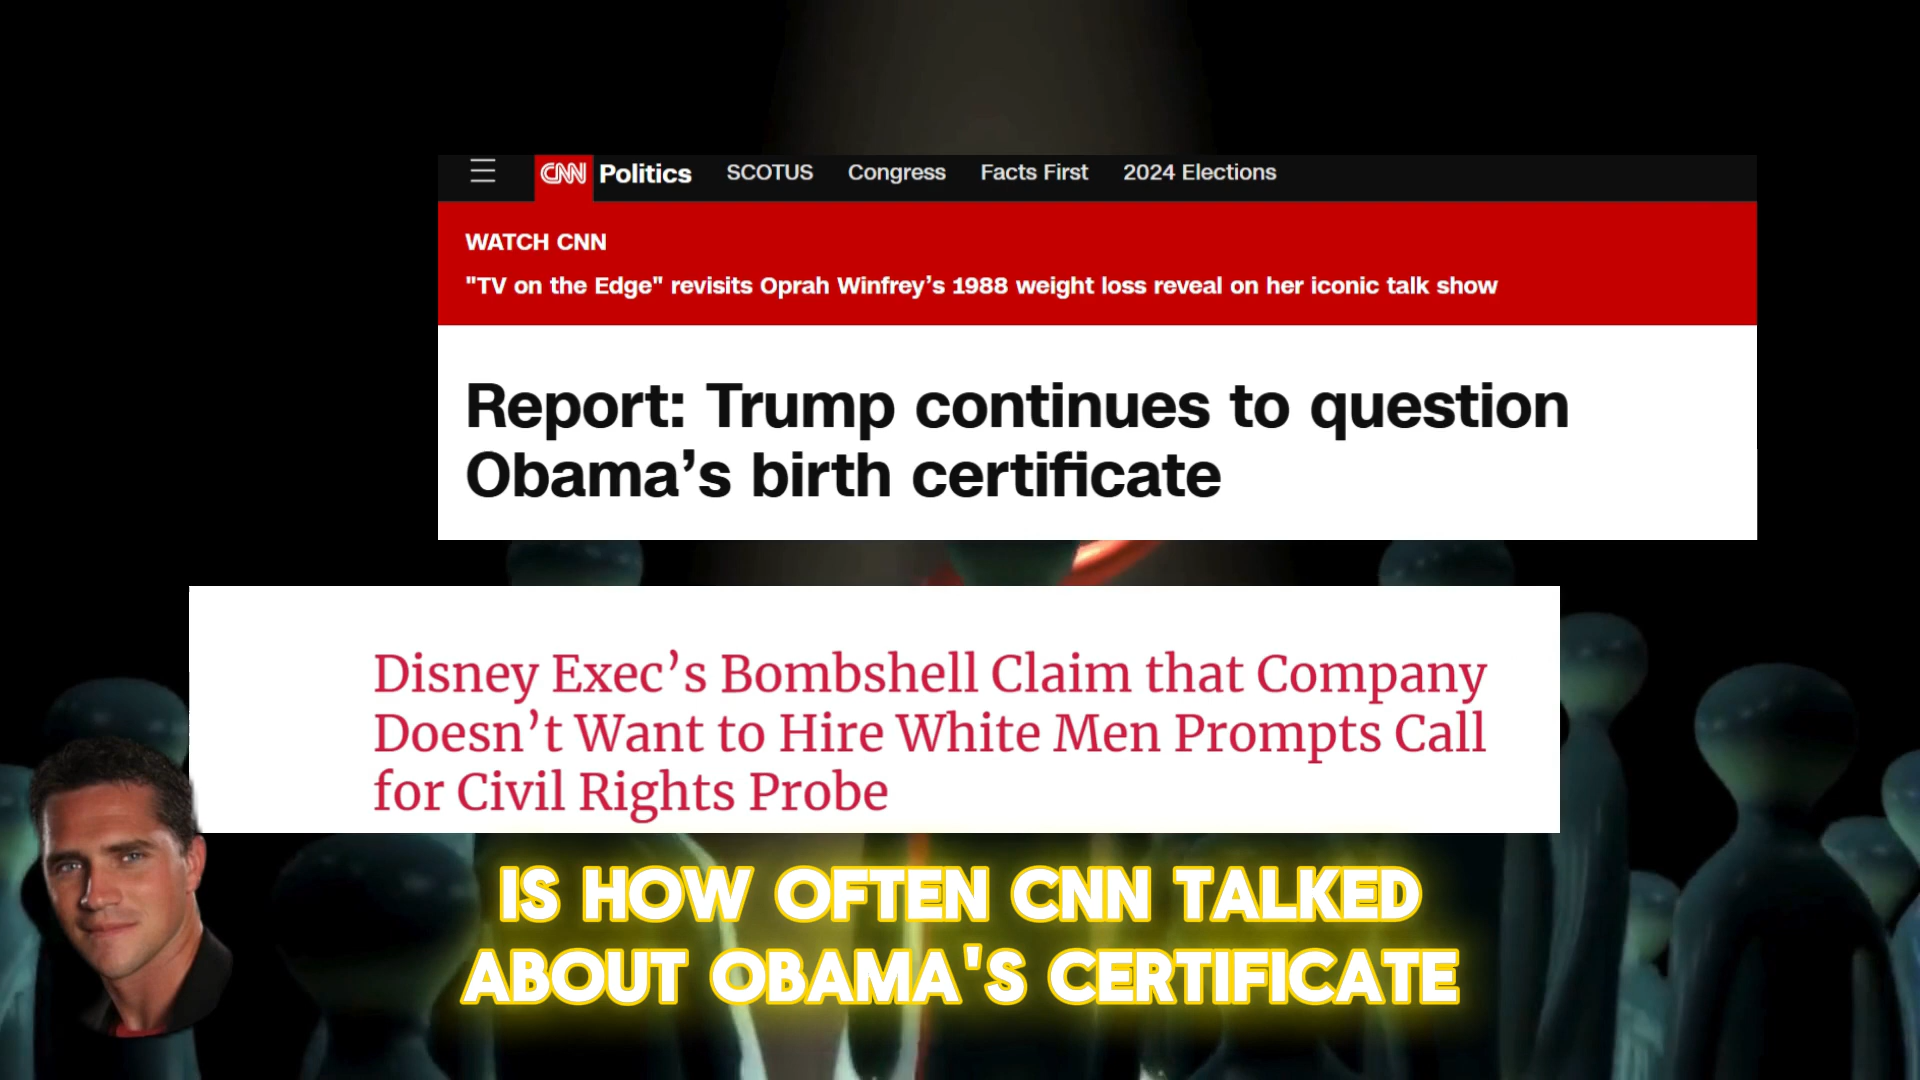 CNN Politics SCOTUS Congress Facts First 2024 Elections
WATCH CNN
"TV on the Edge" revisits Oprah Winfrey’s 1988 weight loss reveal on her iconic talk show
Report: Trump continues to question
Obama’s birth certificate
Disney Exec’s Bombshell Claim that Company
Doesn’t Want to Hire White Men Prompts Call
for Civil Rights Probe
IS HOW OFTEN CNN TALKED
ABOUT OBAMA'S CERTIFICATE